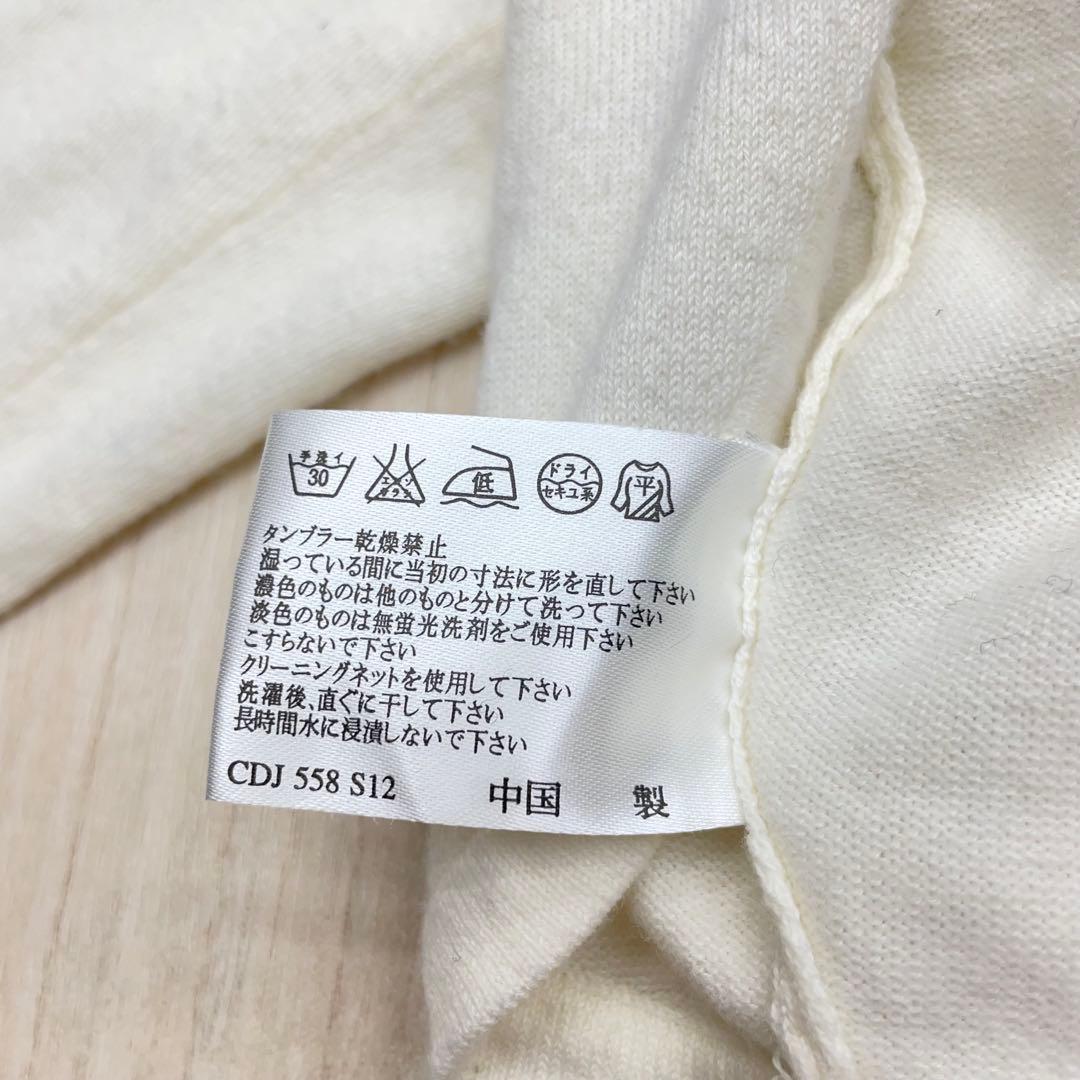 手洗イ 30 エンソサラシ 低 ドライ セキユ系 平
タンブラー乾燥禁止
湿っている間に当初の寸法に形を直して下さい
濃色のものは他のものと分けて洗って下さい
淡色のものは無蛍光洗剤をご使用下さい
こすらないで下さい
クリーニングネットを使用して下さい
洗濯後、直ぐに干して下さい
長時間水に浸漬しないで下さい
CDJ 558 S12 中国 製